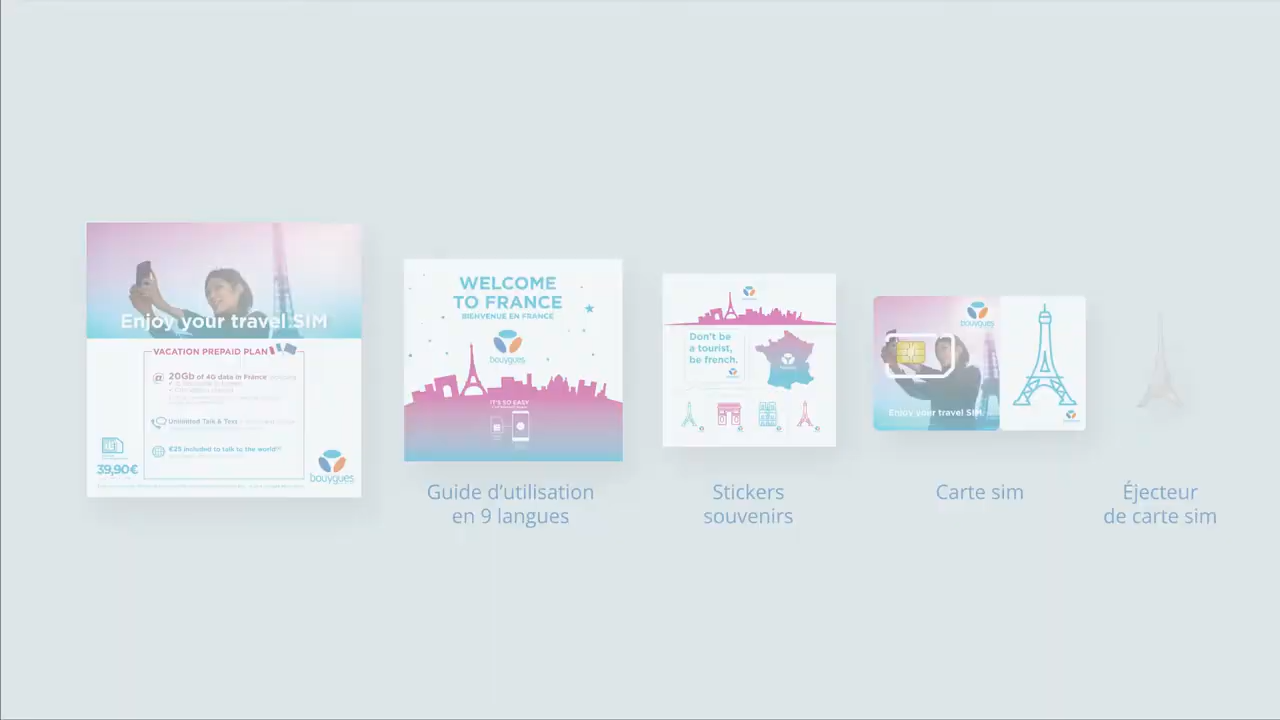 Enjoy your travel SIM
VACATION PREPAID PLAN
20Gb of 4G data in France
Unlimited Talk & Text
€25 included to talk to the world
39,90€
bouygues
WELCOME
TO FRANCE
BIENVENUE EN FRANCE
bouygues
IT'S SO EASY
Don't be
a tourist,
be french.
bouygues
Enjoy your travel SIM
Guide d'utilisation
en 9 langues
Stickers
souvenirs
Carte sim
Éjecteur
de carte sim